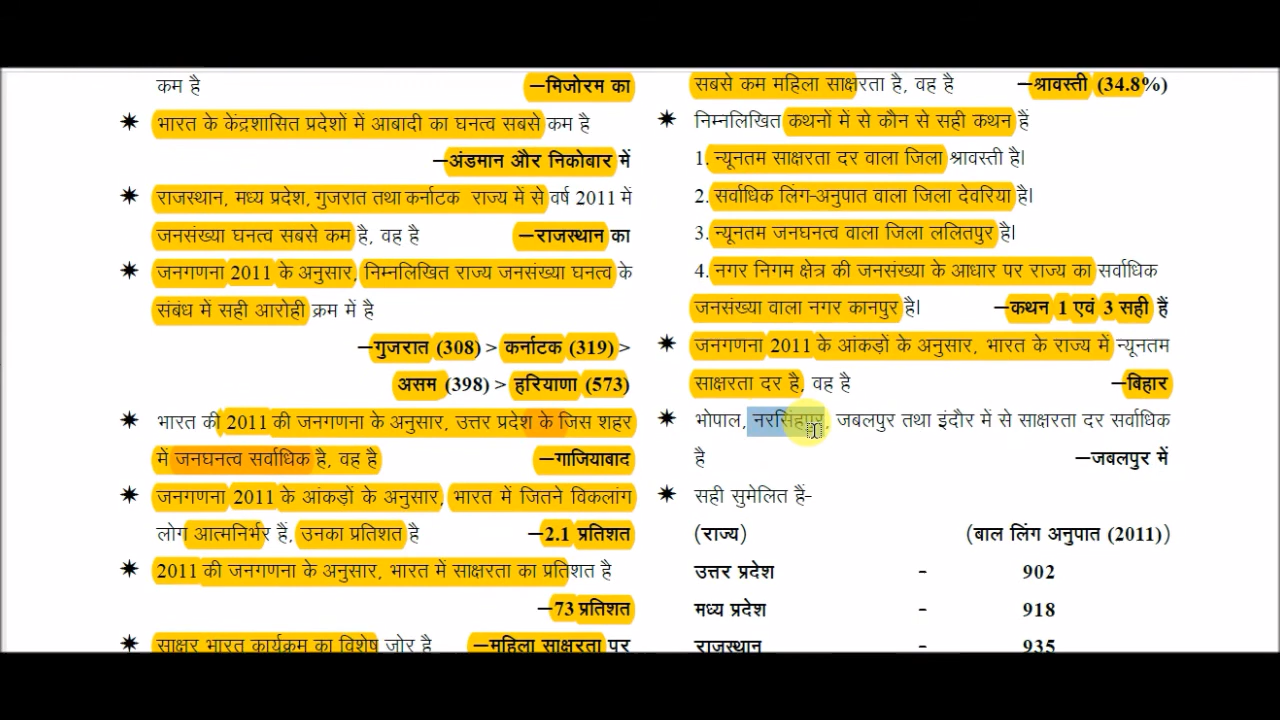 कम है –मिजोरम का
✷ भारत के केंद्रशासित प्रदेशों में आबादी का घनत्व सबसे कम है
–अंडमान और निकोबार में
✷ राजस्थान, मध्य प्रदेश, गुजरात तथा कर्नाटक राज्य में से वर्ष 2011 में
जनसंख्या घनत्व सबसे कम है, वह है –राजस्थान का
✷ जनगणना 2011 के अनुसार, निम्नलिखित राज्य जनसंख्या घनत्व के
संबंध में सही आरोही क्रम में है
–गुजरात (308) > कर्नाटक (319) >
असम (398) > हरियाणा (573)
✷ भारत की 2011 की जनगणना के अनुसार, उत्तर प्रदेश के जिस शहर
में जनघनत्व सर्वाधिक है, वह है –गाजियाबाद
✷ जनगणना 2011 के आंकड़ों के अनुसार, भारत में जितने विकलांग
लोग आत्मनिर्भर हैं, उनका प्रतिशत है –2.1 प्रतिशत
✷ 2011 की जनगणना के अनुसार, भारत में साक्षरता का प्रतिशत है
–73 प्रतिशत
✷ साक्षर भारत कार्यक्रम का विशेष जोर है –महिला साक्षरता पर
सबसे कम महिला साक्षरता है, वह है –श्रावस्ती (34.8%)
✷ निम्नलिखित कथनों में से कौन से सही कथन हैं
1. न्यूनतम साक्षरता दर वाला जिला श्रावस्ती है।
2. सर्वाधिक लिंग-अनुपात वाला जिला देवरिया है।
3. न्यूनतम जनघनत्व वाला जिला ललितपुर है।
4. नगर निगम क्षेत्र की जनसंख्या के आधार पर राज्य का सर्वाधिक
जनसंख्या वाला नगर कानपुर है। –कथन 1 एवं 3 सही हैं
✷ जनगणना 2011 के आंकड़ों के अनुसार, भारत के राज्य में न्यूनतम
साक्षरता दर है, वह है –बिहार
✷ भोपाल, नरसिंहपुर, जबलपुर तथा इंदौर में से साक्षरता दर सर्वाधिक
है –जबलपुर में
✷ सही सुमेलित हैं-
(राज्य) (बाल लिंग अनुपात (2011))
उत्तर प्रदेश - 902
मध्य प्रदेश - 918
राजस्थान - 935